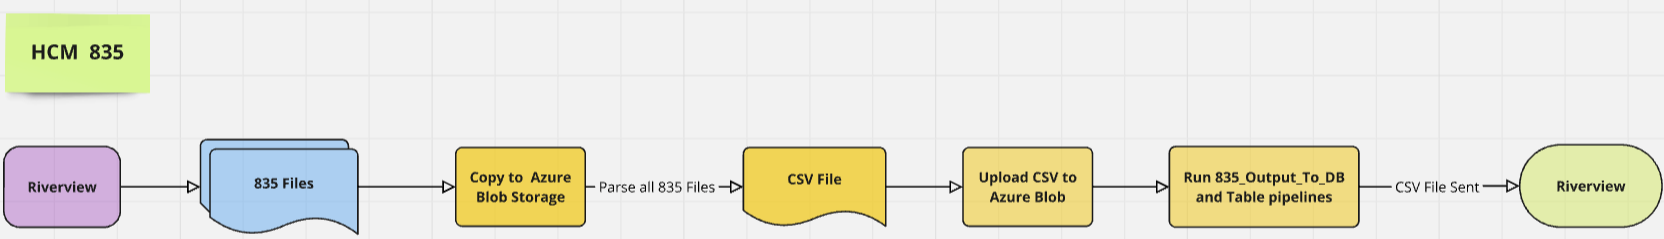 HCM 835
Riverview
835 Files
Copy to Azure
Blob Storage
Parse all 835 Files
CSV File
Upload CSV to
Azure Blob
Run 835_Output_To_DB
and Table pipelines
CSV File Sent
Riverview